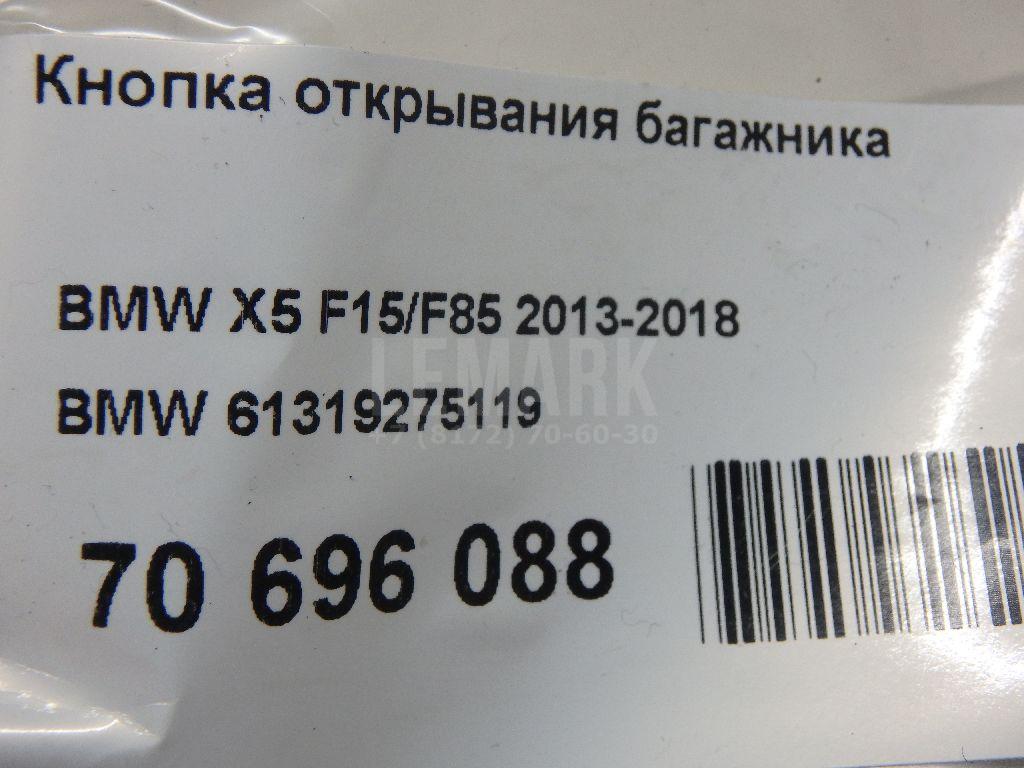 Кнопка открывания багажника
BMW X5 F15/F85 2013-2018
LEMARK
BMW 61319275119
+7 (8172) 70-60-30
70 696 088